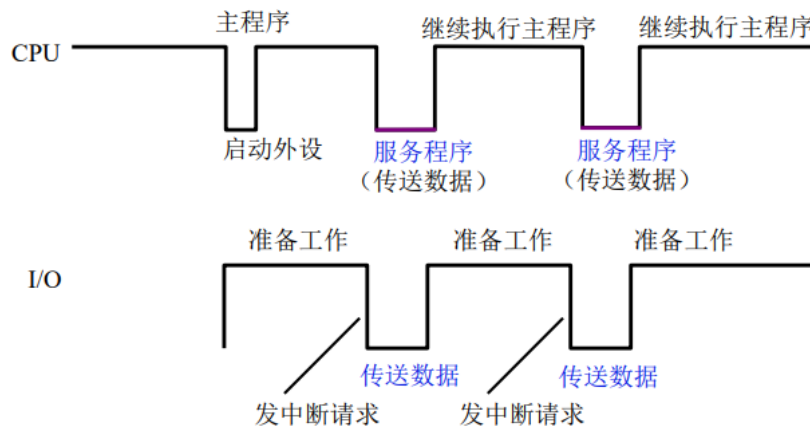 主程序
继续执行主程序
继续执行主程序
CPU
启动外设
服务程序
（传送数据）
服务程序
（传送数据）
准备工作
准备工作
准备工作
I/O
传送数据
传送数据
发中断请求
发中断请求